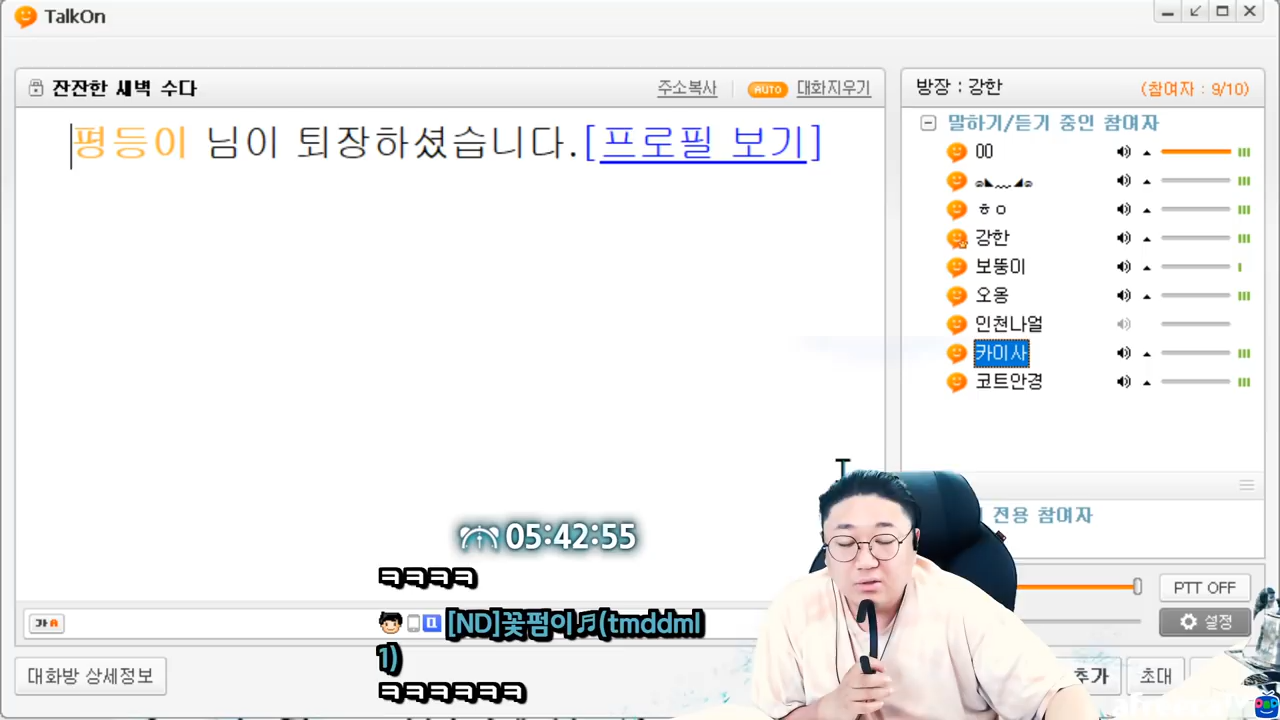 TalkOn
잔잔한 새벽 수다
주소복사
AUTO
대화지우기
평등이 님이 퇴장하셨습니다.[프로필 보기]
방장 : 강한
(참여자 : 9/10)
말하기/듣기 중인 참여자
00
ㅎㅇ
강한
보뚱이
오옹
인천나얼
카이사
코트안경
전용 참여자
PTT OFF
설정
05:42:55
ㅋㅋㅋㅋ
[ND]꽃펌이♬(tmddml
1)
ㅋㅋㅋㅋㅋㅋ
가A
대화방 상세정보
추가
초대